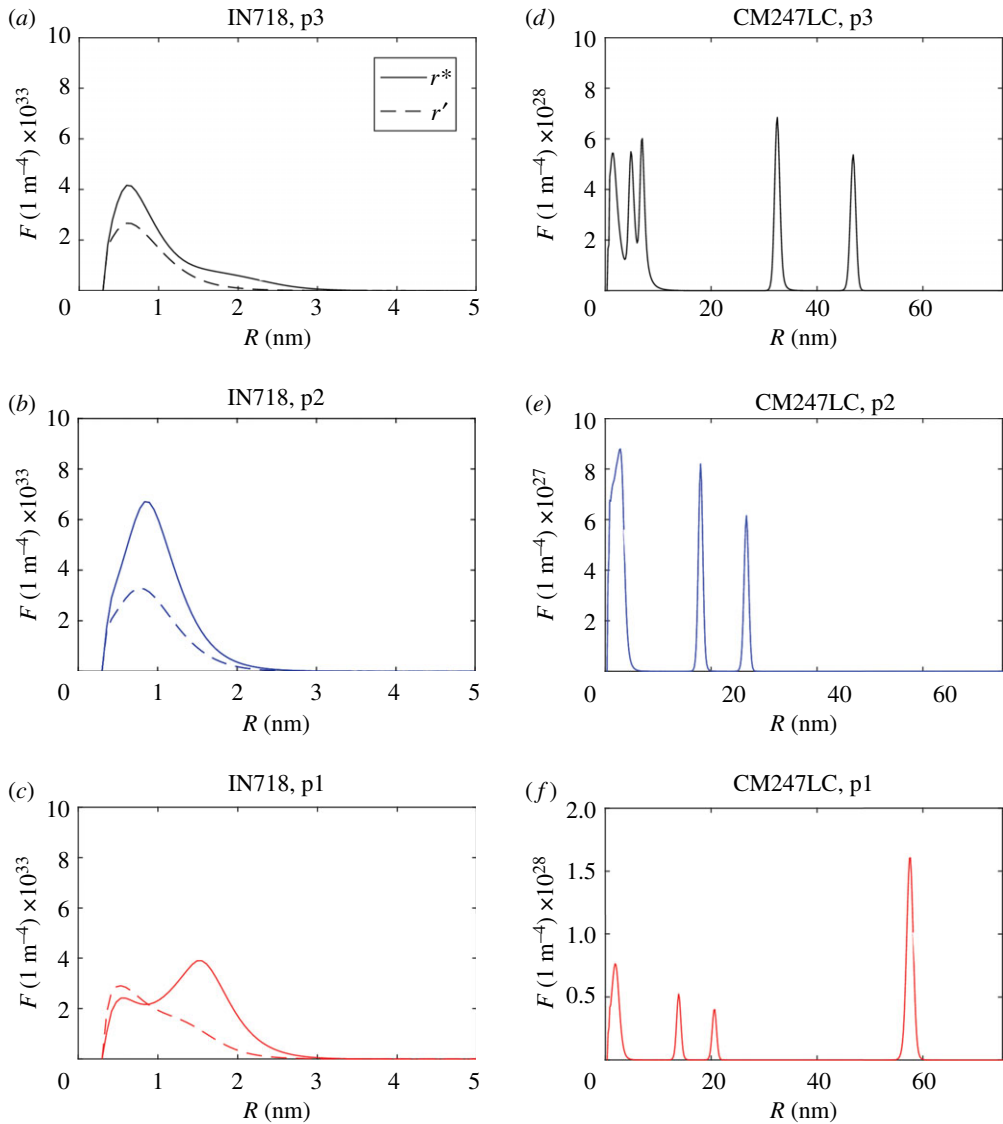 (a) IN718, p3
10
8
6
4
2
0 1 2 3 4 5
F (1 m⁻⁴) ×10³³
R (nm)
r*
r′
(d) CM247LC, p3
10
8
6
4
2
0 20 40 60
F (1 m⁻⁴) ×10²⁸
R (nm)
(b) IN718, p2
10
8
6
4
2
0 1 2 3 4 5
F (1 m⁻⁴) ×10³³
R (nm)
(e) CM247LC, p2
10
8
6
4
2
0 20 40 60
F (1 m⁻⁴) ×10²⁷
R (nm)
(c) IN718, p1
10
8
6
4
2
0 1 2 3 4 5
F (1 m⁻⁴) ×10³³
R (nm)
(f) CM247LC, p1
2.0
1.5
1.0
0.5
0 20 40 60
F (1 m⁻⁴) ×10²⁸
R (nm)